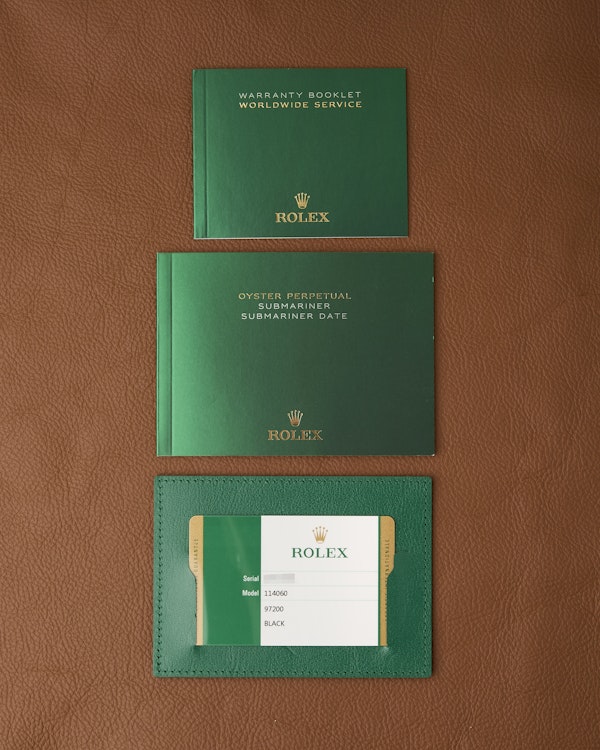 WARRANTY BOOKLET
WORLDWIDE SERVICE
ROLEX
OYSTER PERPETUAL
SUBMARINER
SUBMARINER DATE
ROLEX
ROLEX
Serial
Model 114060
97200
BLACK